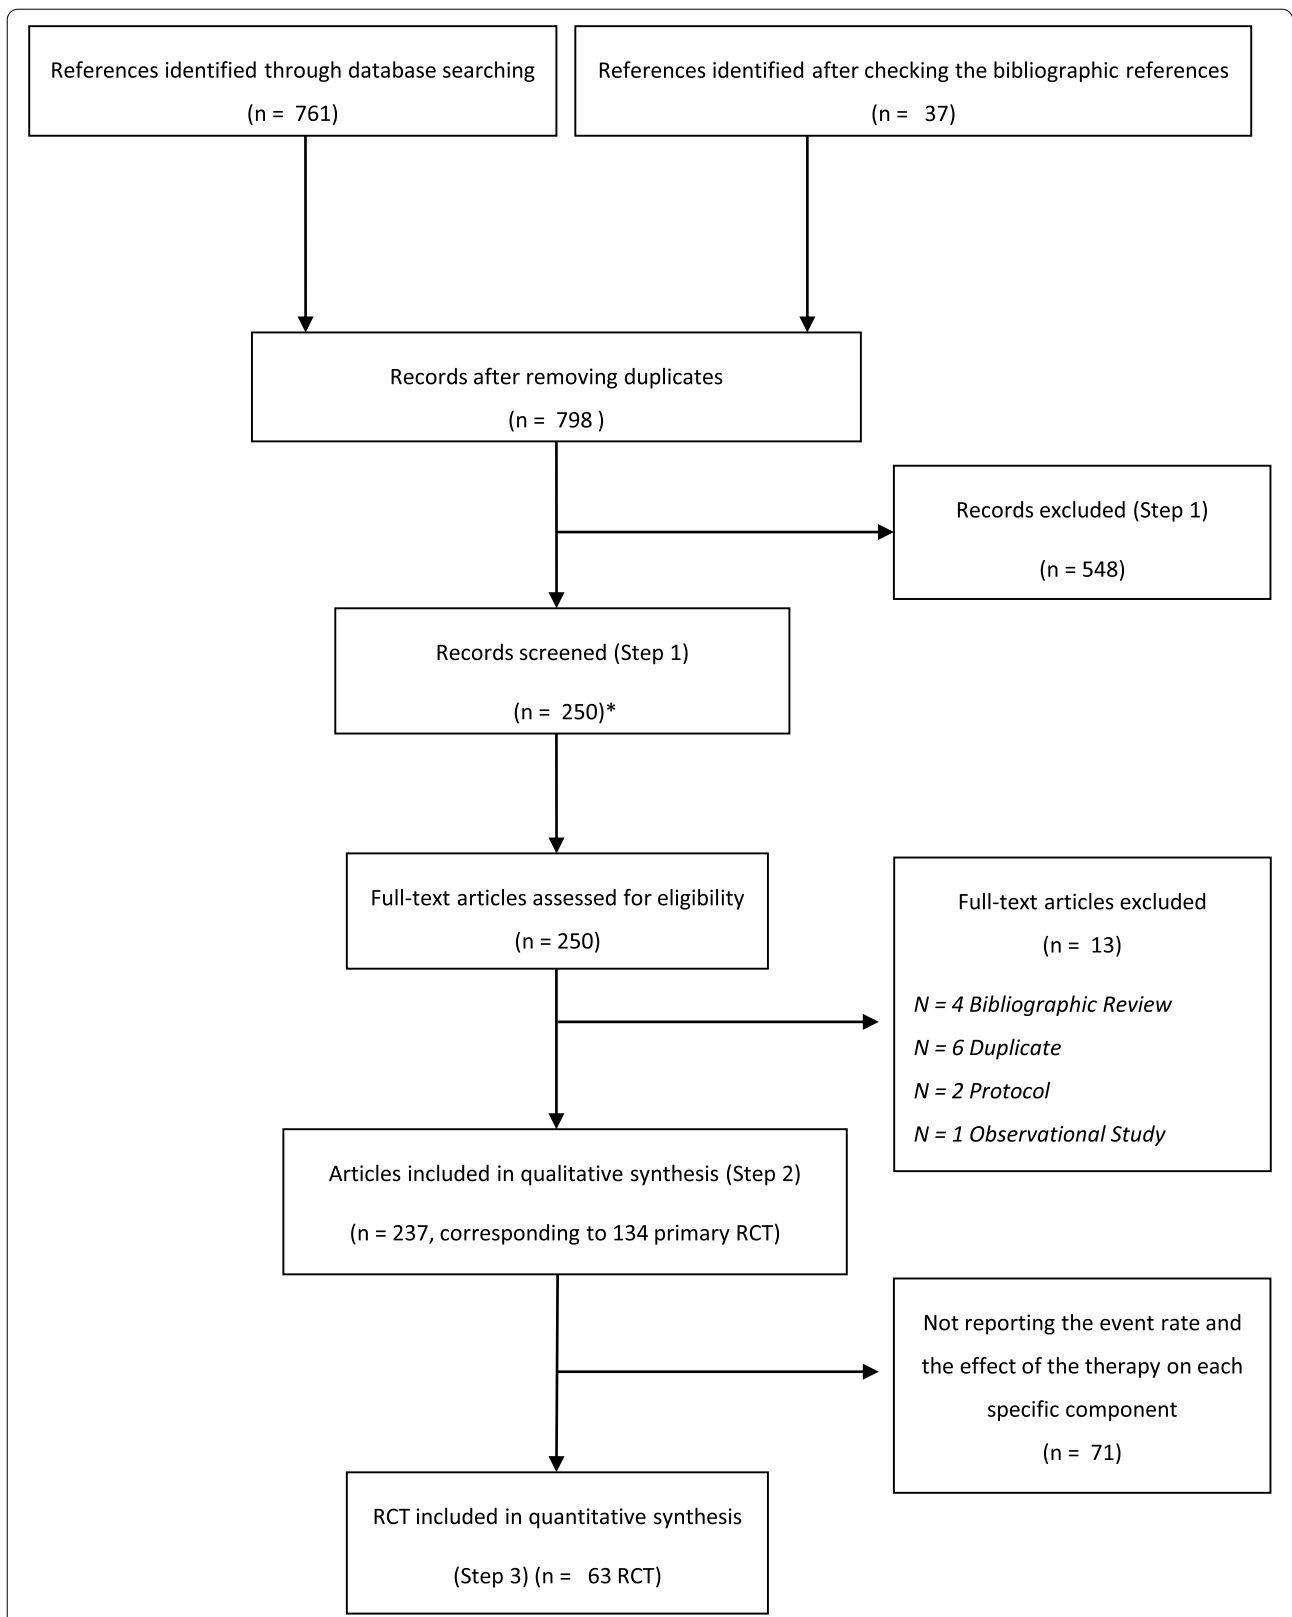 References identified through database searching
(n = 761)
References identified after checking the bibliographic references
(n = 37)
Records after removing duplicates
(n = 798 )
Records excluded (Step 1)
(n = 548)
Records screened (Step 1)
(n = 250)*
Full-text articles assessed for eligibility
(n = 250)
Full-text articles excluded
(n = 13)
N = 4 Bibliographic Review
N = 6 Duplicate
N = 2 Protocol
N = 1 Observational Study
Articles included in qualitative synthesis (Step 2)
(n = 237, corresponding to 134 primary RCT)
Not reporting the event rate and
the effect of the therapy on each
specific component
(n = 71)
RCT included in quantitative synthesis
(Step 3) (n = 63 RCT)